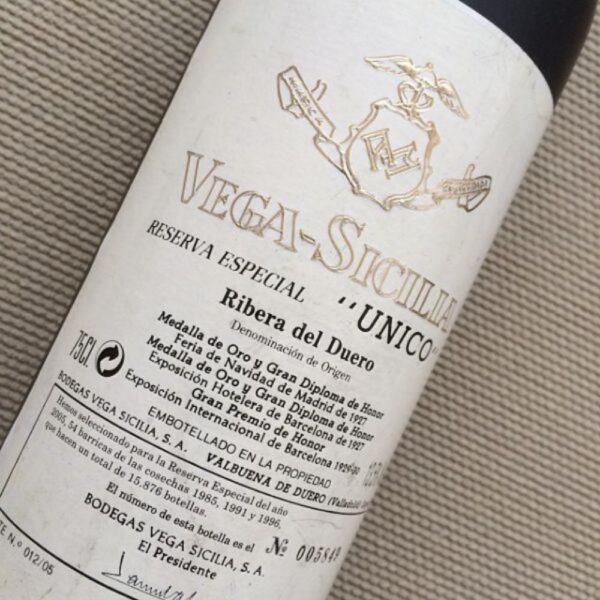 VEGA-SICILIA
RESERVA ESPECIAL "UNICO"
Ribera del Duero
Denominación de Origen
Medalla de Oro y Gran Diploma de Honor
Feria de Navidad de Madrid de 1927
Medalla de Oro y Gran Diploma de Honor
Exposición Hotelera de Barcelona de 1927
Gran Premio de Honor
Exposición Internacional de Barcelona 1929
75Cl.
EMBOTELLADO EN LA PROPIEDAD
BODEGAS VEGA SICILIA, S. A. VALBUENA DE DUERO (Valladolid)
Hemos seleccionado para la Reserva Especial del año
2005, 54 barricas de las cosechas 1985, 1991 y 1996,
que hacen un total de 15.876 botellas.
El número de esta botella es el Nº 005849
BODEGAS VEGA SICILIA, S. A.
El Presidente
TE N.º 012/05